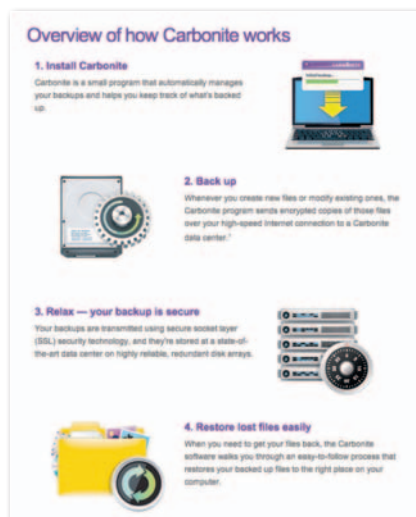 Overview of how Carbonite works
1. Install Carbonite
Carbonite is a small program that automatically manages
your backups and helps you keep track of what's backed
up.
2. Back up
Whenever you create new files or modify existing ones, the
Carbonite program sends encrypted copies of those files
over your high-speed Internet connection to a Carbonite
data center.*
3. Relax — your backup is secure
Your backups are transmitted using secure socket layer
(SSL) security technology, and they're stored at a state-of-
the-art data center on highly reliable, redundant disk arrays.
4. Restore lost files easily
When you need to get your files back, the Carbonite
software walks you through an easy-to-follow process that
restores your backed up files to the right place on your
computer.